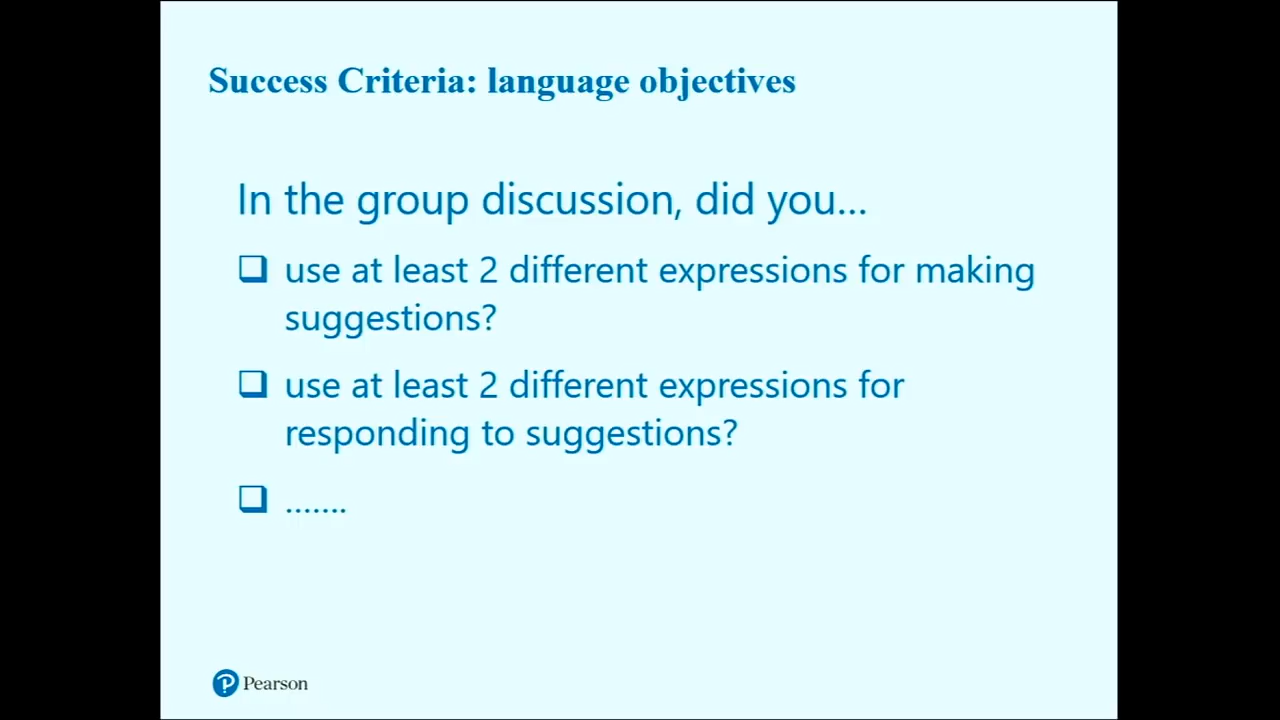 Success Criteria: language objectives
In the group discussion, did you...
❑ use at least 2 different expressions for making
suggestions?
❑ use at least 2 different expressions for
responding to suggestions?
❑ .......
Pearson